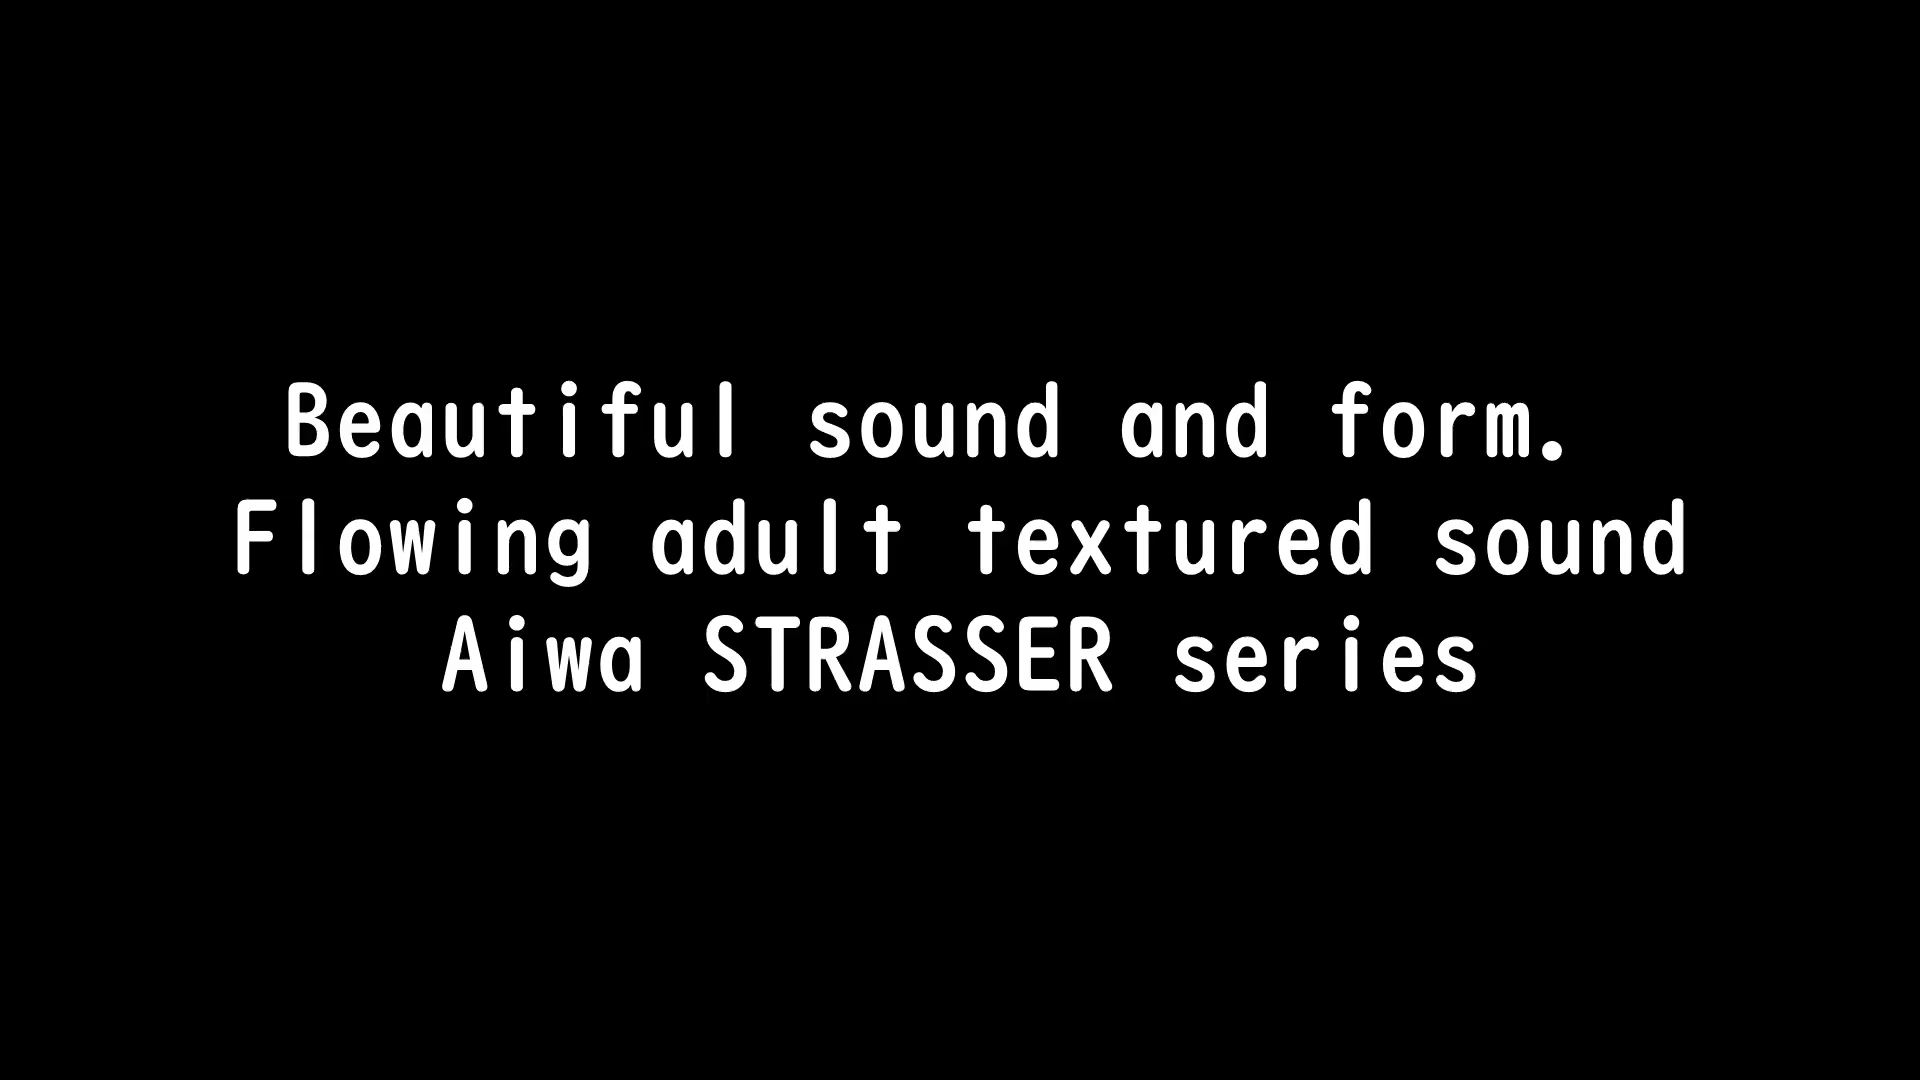 Beautiful sound and form.
Flowing adult textured sound
Aiwa STRASSER series